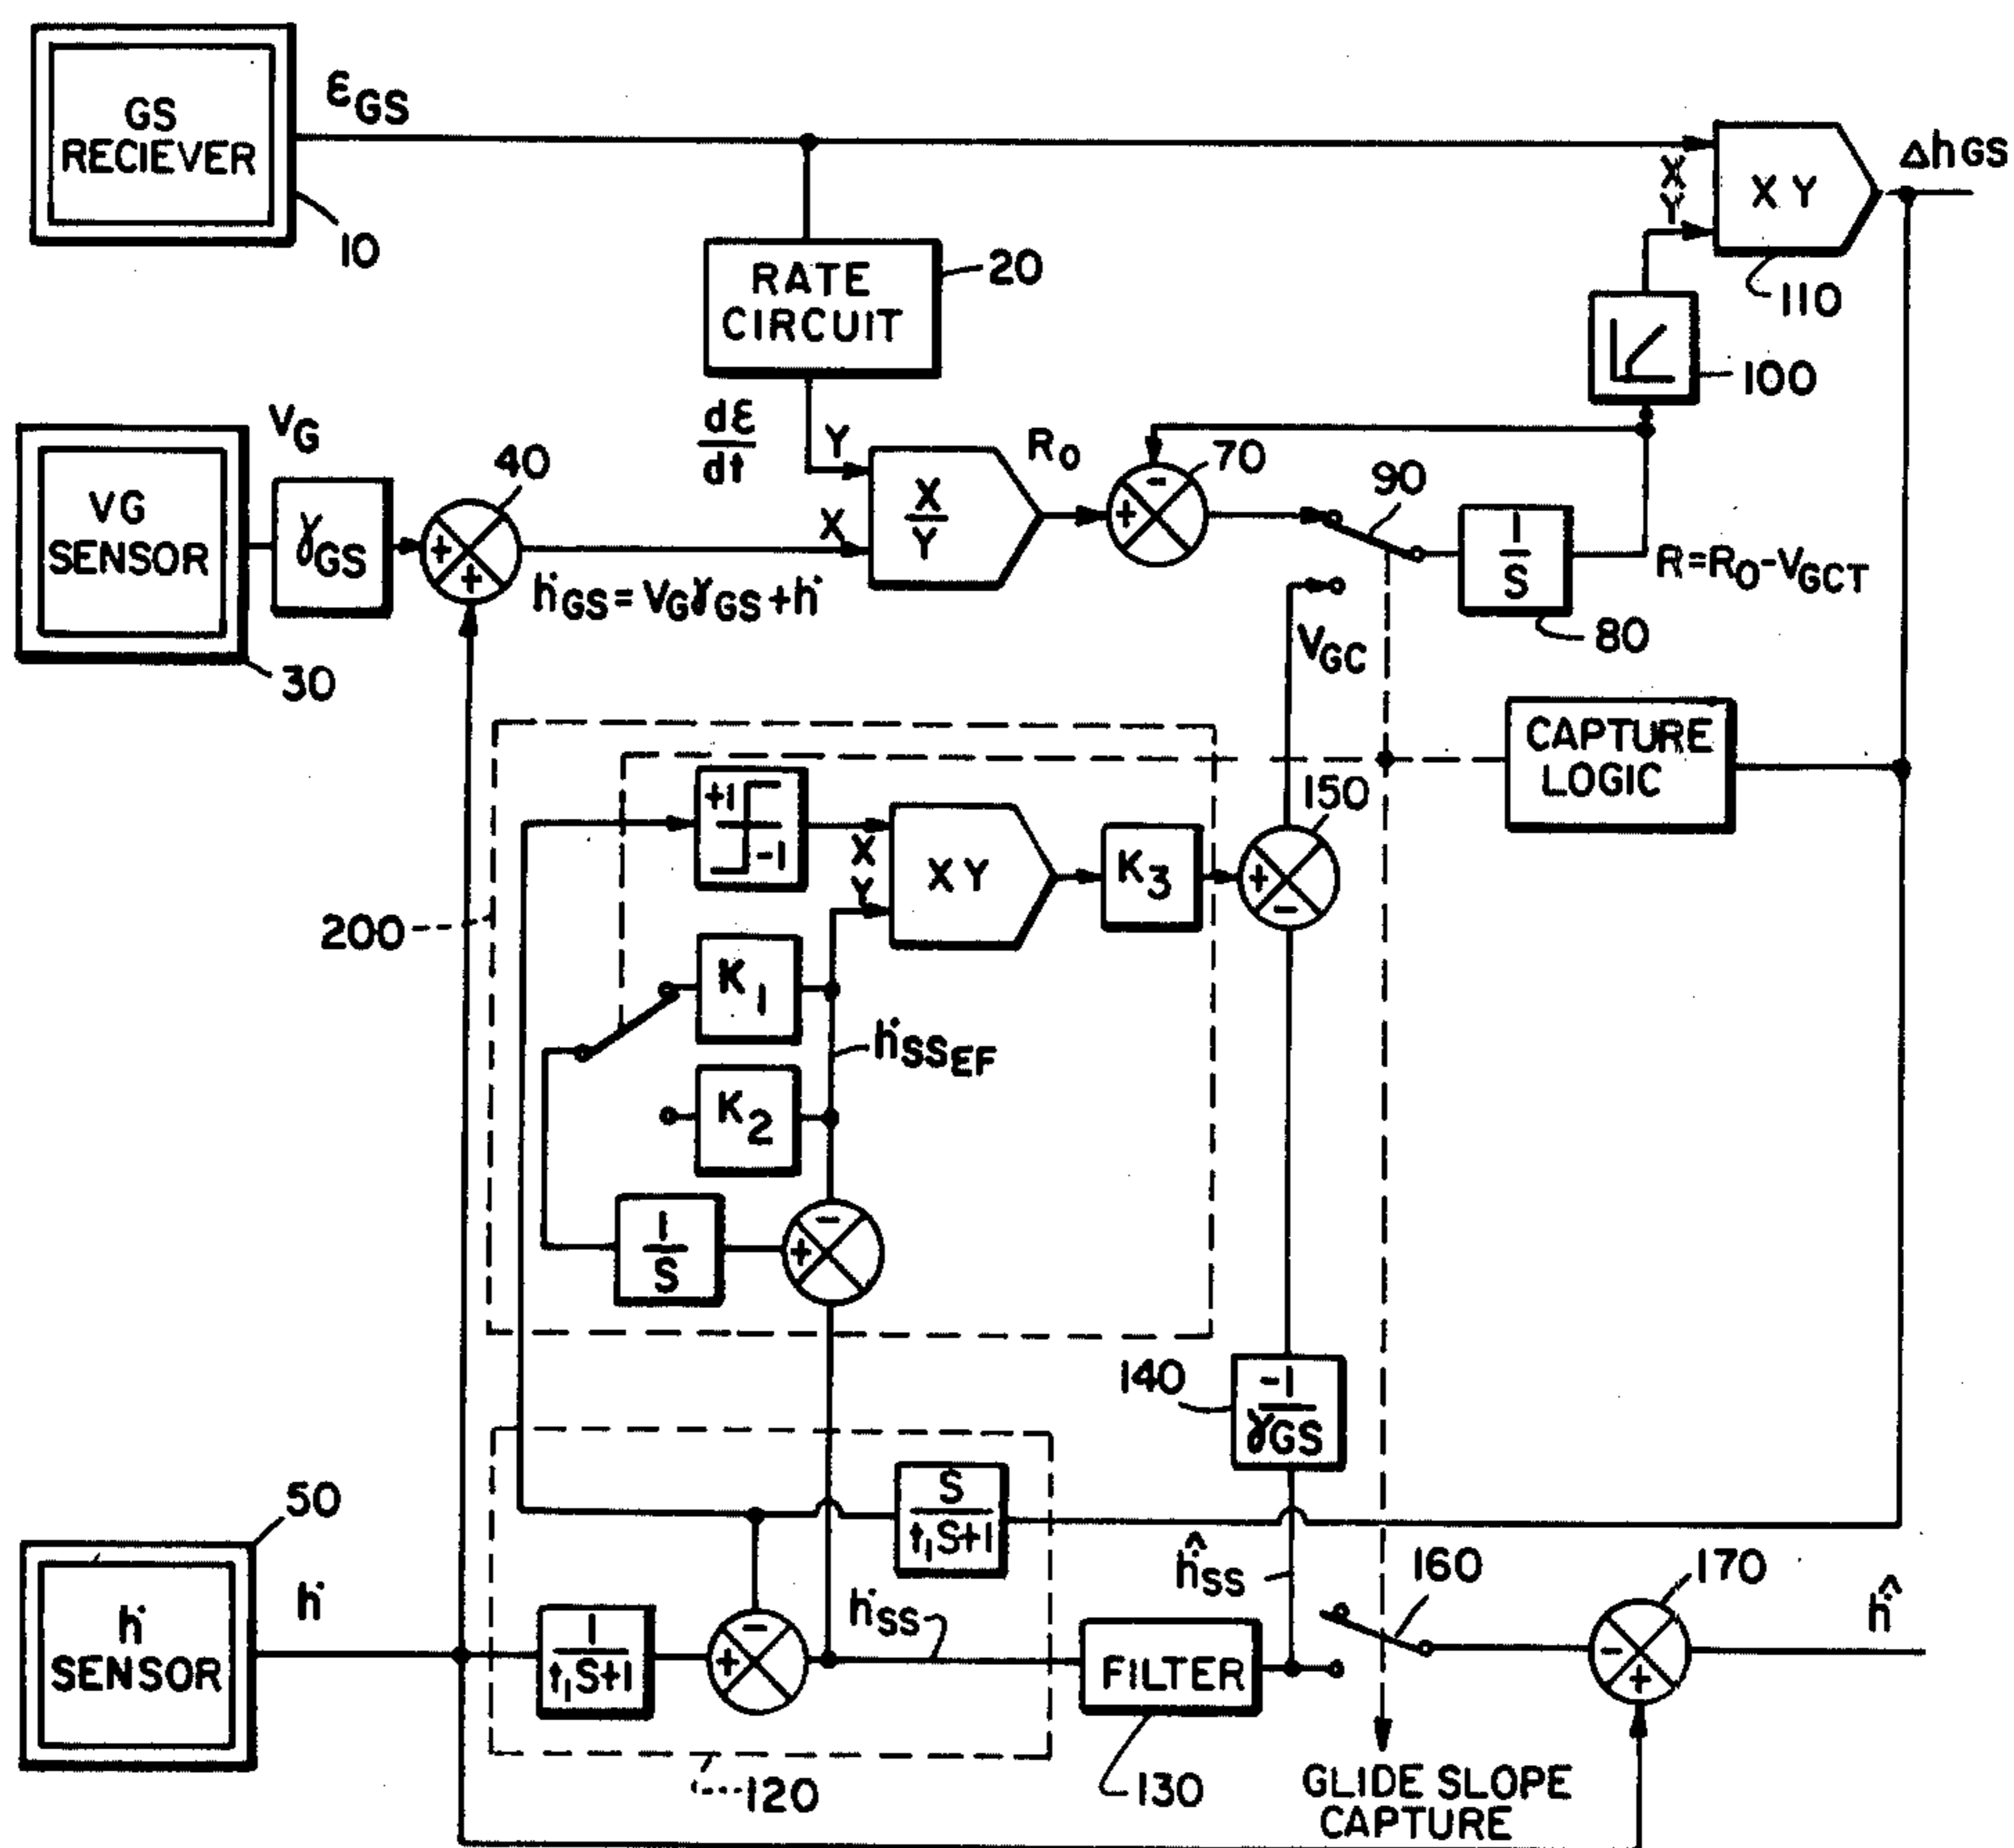 GS
RECIEVER
10
εGS
RATE
CIRCUIT
20
X
Y
X Y
ΔhGS
110
100
VG
VG
SENSOR
30
γGS
40
+
+
ḣGS = VGγGS + ḣ
dε
dt
Y
X
X
Y
R0
-
+
70
90
1
S
80
R = R0 - VGCT
VGC
CAPTURE
LOGIC
200
+1
-1
X
Y
X Y
K3
150
+
-
K1
ḣSSEF
K2
1
S
-
+
140
-1
γGS
S
t1S+1
50
ḣ
SENSOR
ḣ
1
t1S+1
-
+
ḣSS
120
FILTER
130
ḣ̂SS
160
170
-
+
ḣ̂
GLIDE SLOPE
CAPTURE